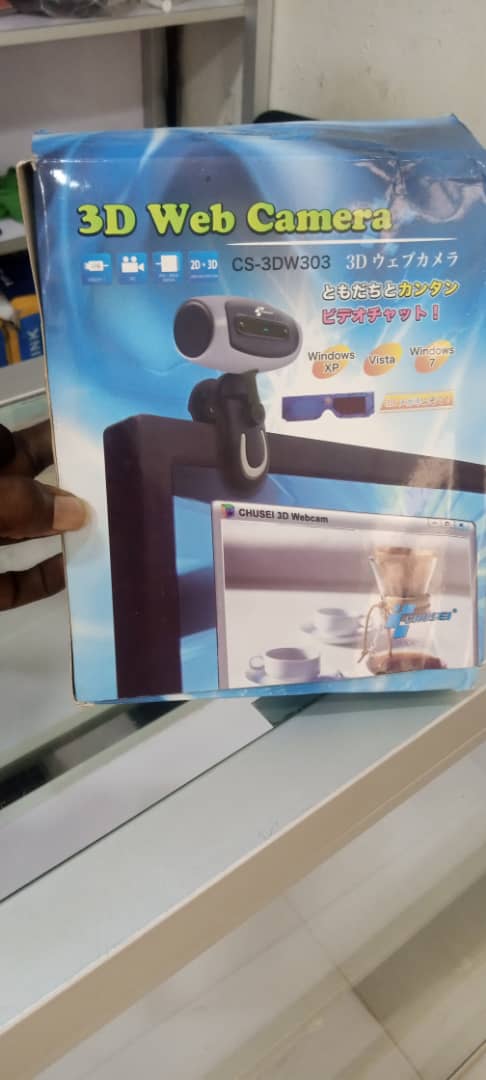 3D Web Camera
2D·3D
CS-3DW303
3D ウェブカメラ
ともだちとカンタン
ビデオチャット!
Windows XP
Vista
Windows 7
CHUSEI 3D Webcam
CHUSEI
INK